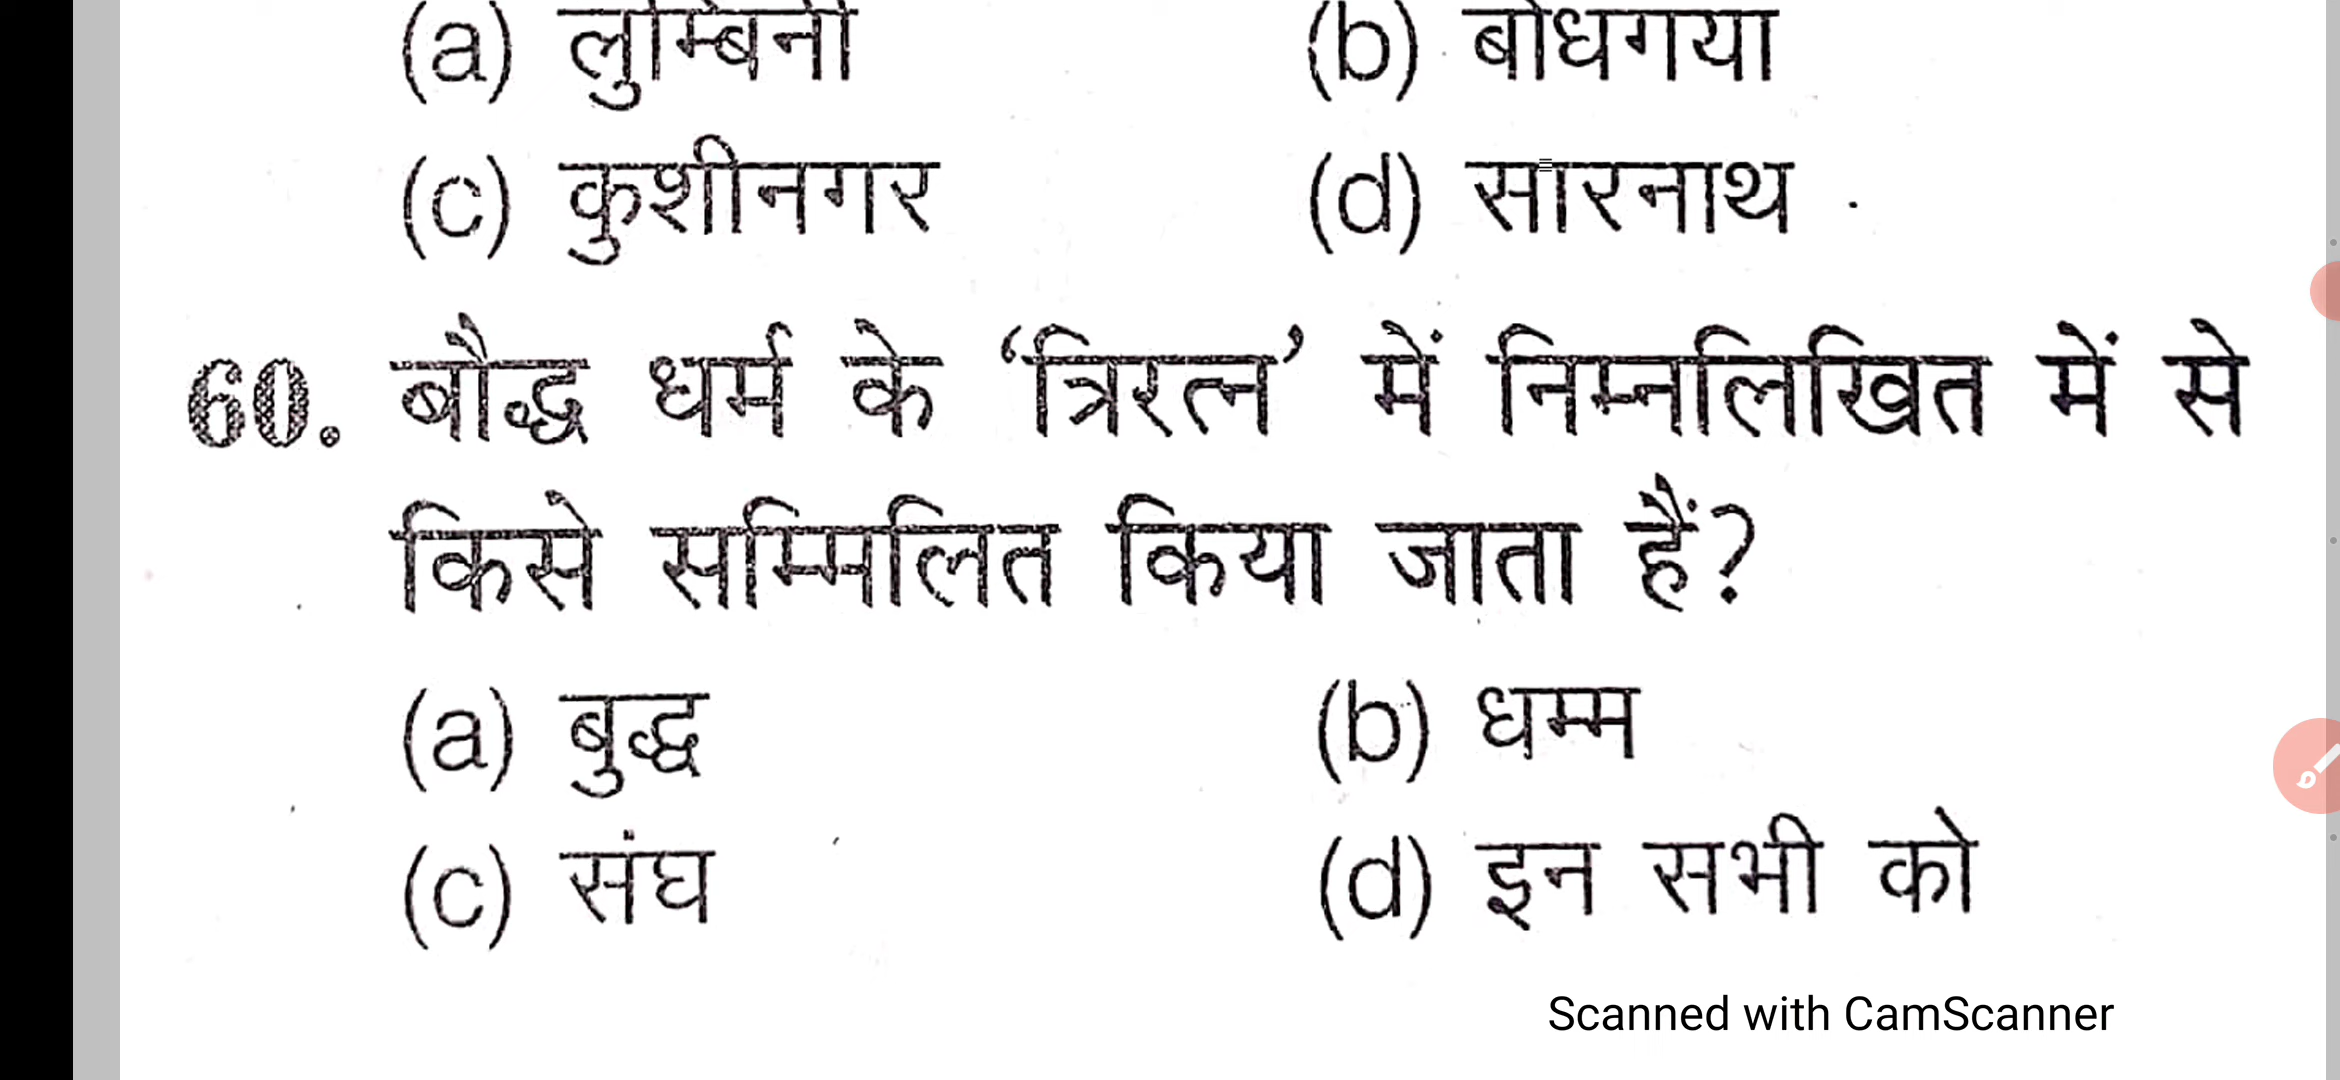 (a) लुम्बिनी (b) बोधगया
(c) कुशीनगर (d) सारनाथ
60. बौद्ध धर्म के ‘त्रिरत्न’ में निम्नलिखित में से
किसे सम्मिलित किया जाता हैं?
(a) बुद्ध (b) धम्म
(c) संघ (d) इन सभी को
Scanned with CamScanner